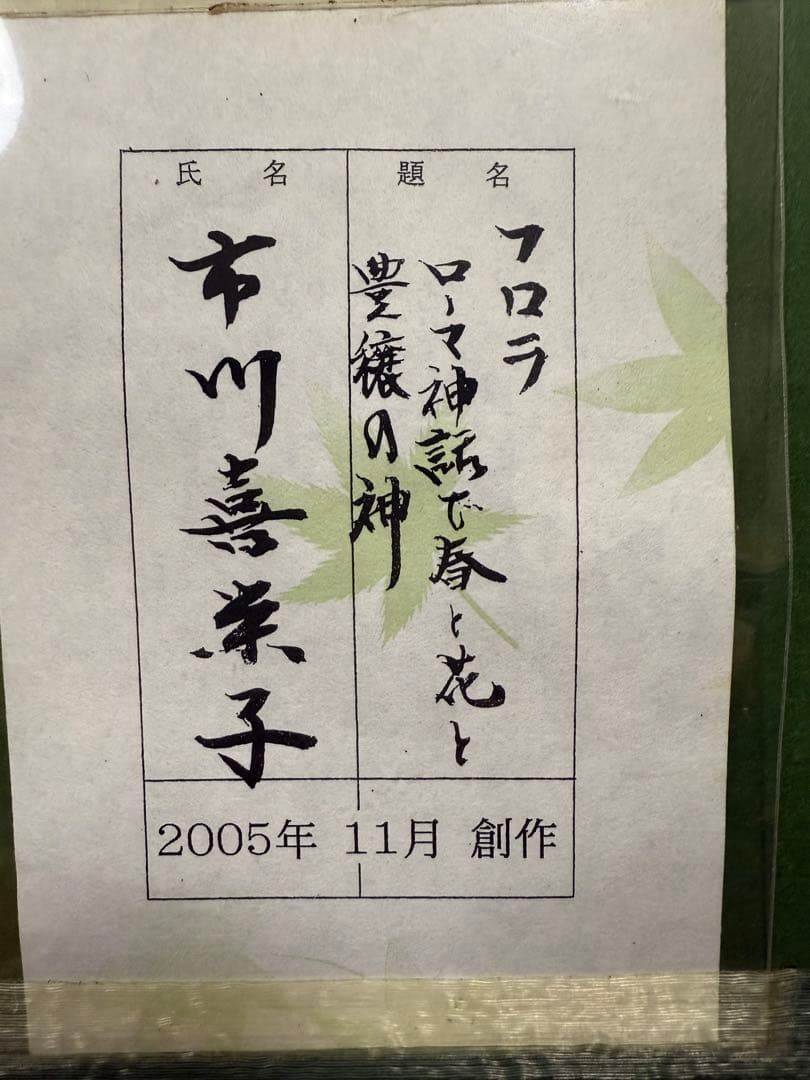 題名
フロラ
ローマ神話で春と花と
豊穣の神
氏名
市川喜栄子
2005年 11月 創作